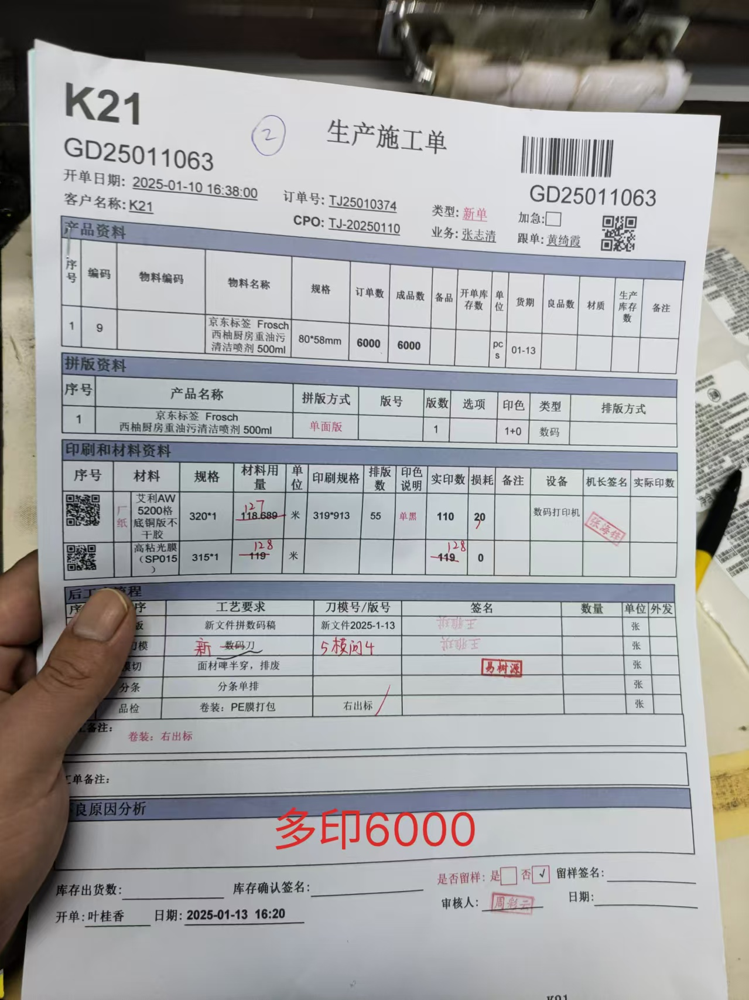 K21
②
生产施工单
GD25011063
GD25011063
开单日期: 2025-01-10 16:38:00
订单号: TJ25010374
类型: 新单
加急:
客户名称: K21
CPO: TJ-20250110
业务: 张志清
跟单: 黄绮霞
产品资料
序号 编码 物料编码 物料名称 规格 订单数 成品数 备品 开单库存数 单位 货期 良品数 材质 生产库存数 备注
1 9 京东标签 Frosch 西柚厨房重油污清洁喷剂 500ml 80*58mm 6000 6000 pcs 01-13
拼版资料
序号 产品名称 拼版方式 版号 版数 选项 印色 类型 排版方式
1 京东标签 Frosch 西柚厨房重油污清洁喷剂 500ml 单面版 1 1+0 数码
印刷和材料资料
序号 材料 规格 材料用量 单位 印刷规格 排版数 印色说明 实印数 损耗 备注 设备 机长签名 实际印数
厂纸 艾利AW5200格底铜版不干胶 320*1 118.689 127 米 319*913 55 单黑 110 20 数码打印机 张海锋
高粘光膜（SP015） 315*1 119 128 米 119 128 0
后工 流程
序 序 工艺要求 刀模号/版号 签名 数量 单位 外发
版 新文件拼数码稿 新文件2025-1-13 张
刀模 新 数码刀 5模间4 张
模切 面材啤半穿，排废 易树源 张
分条 分条单排 张
品检 卷装：PE膜打包 右出标 张
备注：
卷装：右出标
工单备注：
不良原因分析
多印6000
库存出货数:
库存确认签名:
是否留样: 是 否 √
留样签名:
开单: 叶桂香
日期: 2025-01-13 16:20
审核人: 周彩云
日期:
K21